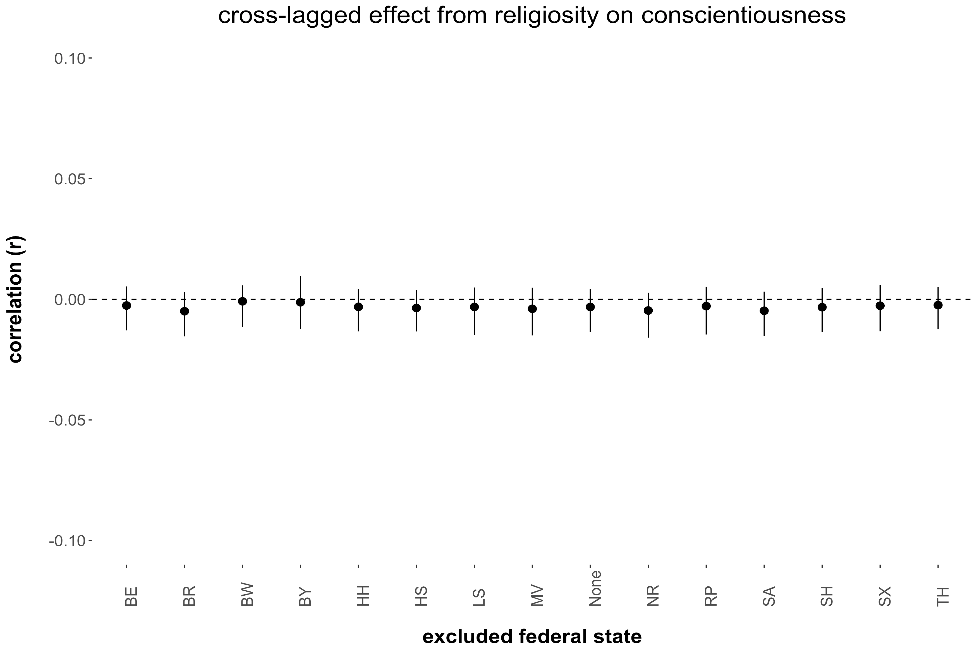 cross-lagged effect from religiosity on conscientiousness
0.10
0.05
0.00
-0.05
-0.10
correlation (r)
BE
BR
BW
BY
HH
HS
LS
MV
None
NR
RP
SA
SH
SX
TH
excluded federal state